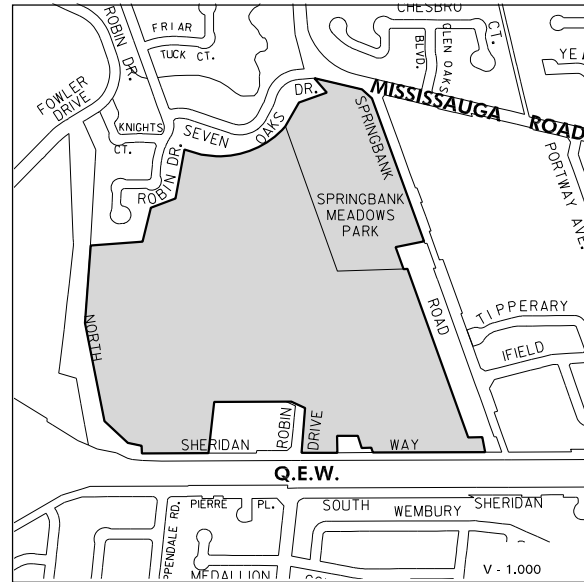 CHESBRO
CT.
ROBIN DR.
FRIAR
TUCK CT.
GLEN OAKS
BLVD.
YEA
FOWLER
DRIVE
DR.
MISSISSAUGA ROAD
KNIGHTS
CT.
SEVEN OAKS
ROBIN DR.
SPRINGBANK
PORTWAY AVE.
SPRINGBANK
MEADOWS
PARK
ROAD
TIPPERARY
NORTH
IFIELD
SHERIDAN
ROBIN
DRIVE
WAY
Q.E.W.
PPENDALE RD.
PIERRE PL.
SOUTH
WEMBURY
SHERIDAN
MEDALLION
V - 1.000